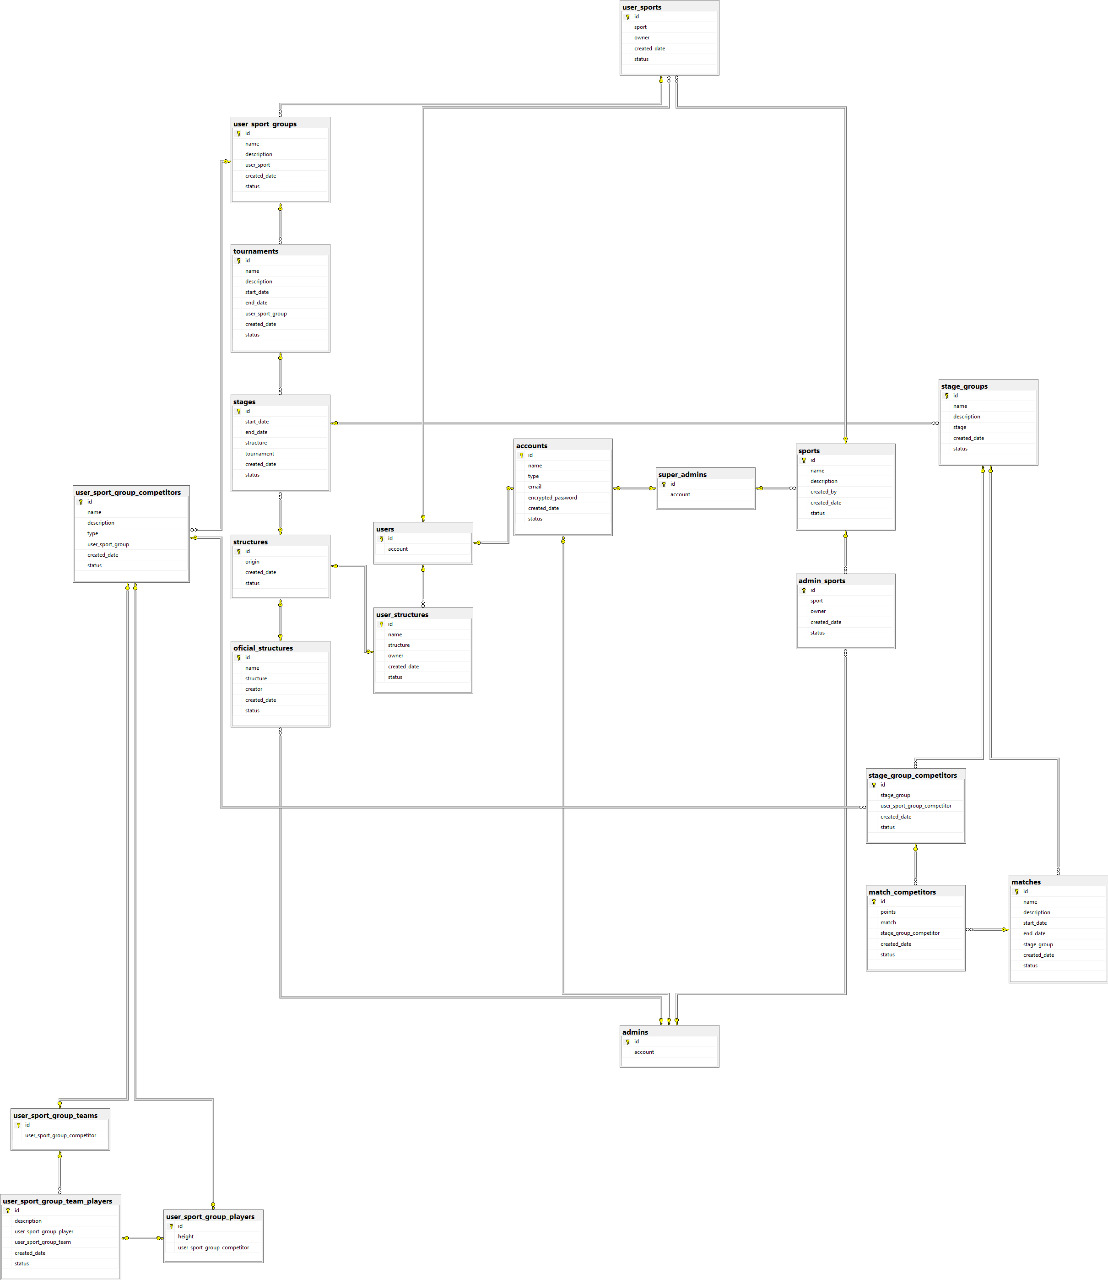 user_sports
id
sport
owner
created_date
status
user_sport_groups
id
name
description
user_sport
created_date
status
tournaments
id
name
description
start_date
end_date
user_sport_group
created_date
status
stages
id
start_date
end_date
structure
tournament
created_date
status
stage_groups
id
name
description
stage
created_date
status
accounts
id
name
type
email
encrypted_password
created_date
status
super_admins
id
account
sports
id
name
description
created_by
created_date
status
user_sport_group_competitors
id
name
description
type
user_sport_group
created_date
status
users
id
account
structures
id
origin
created_date
status
admin_sports
id
sport
owner
created_date
status
user_structures
id
name
structure
owner
created_date
status
oficial_structures
id
name
structure
creator
created_date
status
stage_group_competitors
id
stage_group
user_sport_group_competitor
created_date
status
match_competitors
id
points
match
stage_group_competitor
created_date
status
matches
id
name
description
start_date
end_date
stage_group
created_date
status
admins
id
account
user_sport_group_teams
id
user_sport_group_competitor
user_sport_group_team_players
id
description
user_sport_group_player
user_sport_group_team
created_date
status
user_sport_group_players
id
height
user_sport_group_competitor